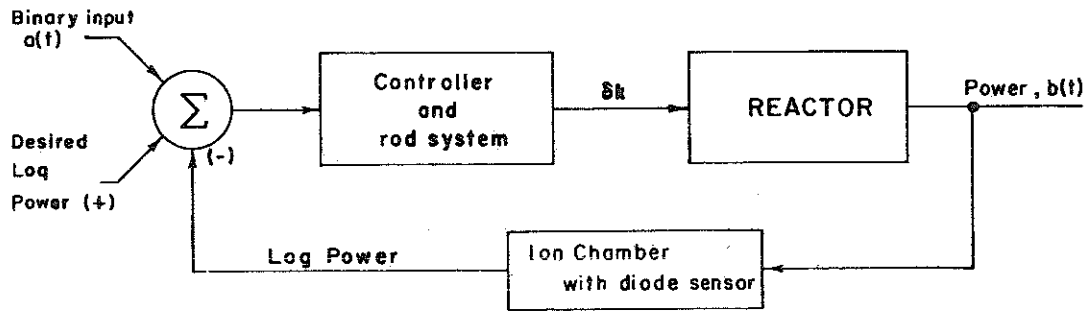 Binary input
a(t)
Σ
(-)
Desired
Log
Power (+)
Controller
and
rod system
δk
REACTOR
Power, b(t)
Log Power
Ion Chamber
with diode sensor